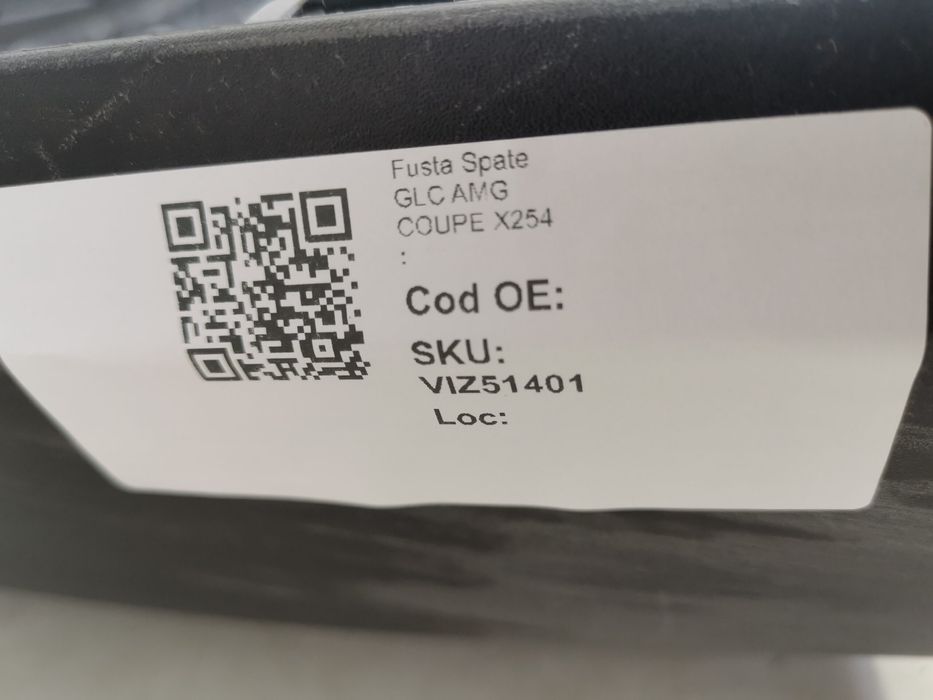 Fusta Spate
GLC AMG
COUPE X254
:
Cod OE:
SKU:
VIZ51401
Loc: